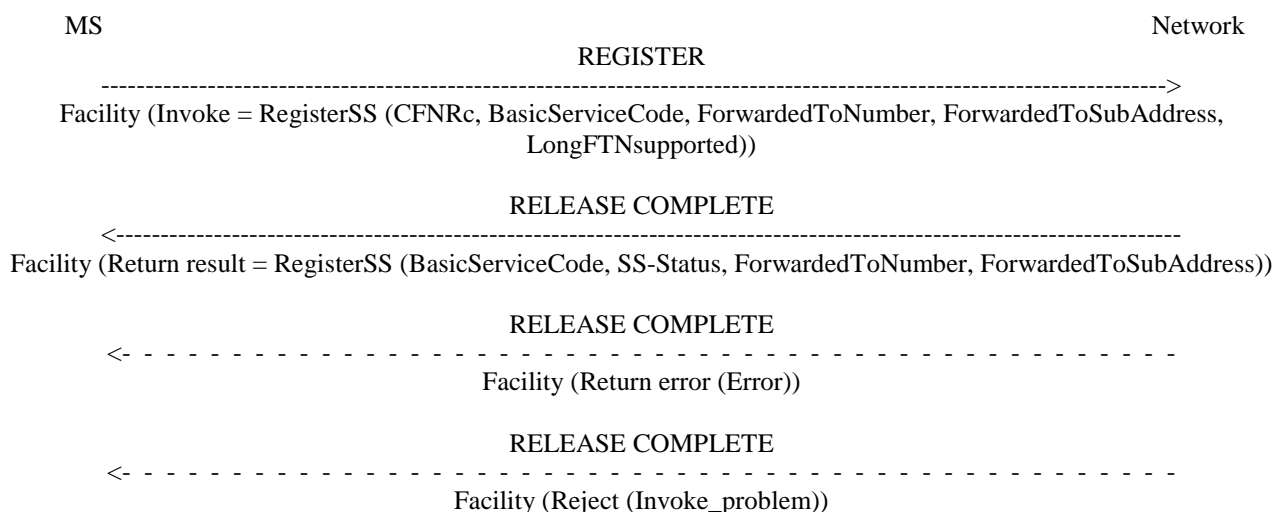 MS Network
REGISTER
------------------------------------------------------------------------------------------------------------------------>
Facility (Invoke = RegisterSS (CFNRc, BasicServiceCode, ForwardedToNumber, ForwardedToSubAddress,
LongFTNsupported))
RELEASE COMPLETE
<------------------------------------------------------------------------------------------------------------------------
Facility (Return result = RegisterSS (BasicServiceCode, SS-Status, ForwardedToNumber, ForwardedToSubAddress))
RELEASE COMPLETE
<- - - - - - - - - - - - - - - - - - - - - - - - - - - - - - - - - - - - - - - - - - - - - - - -
Facility (Return error (Error))
RELEASE COMPLETE
<- - - - - - - - - - - - - - - - - - - - - - - - - - - - - - - - - - - - - - - - - - - - - - - -
Facility (Reject (Invoke_problem))